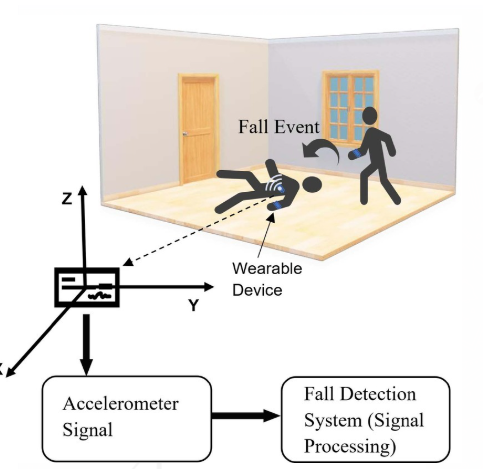 Fall Event
Z
Wearable
Device
Y
X
Accelerometer
Signal
Fall Detection
System (Signal
Processing)